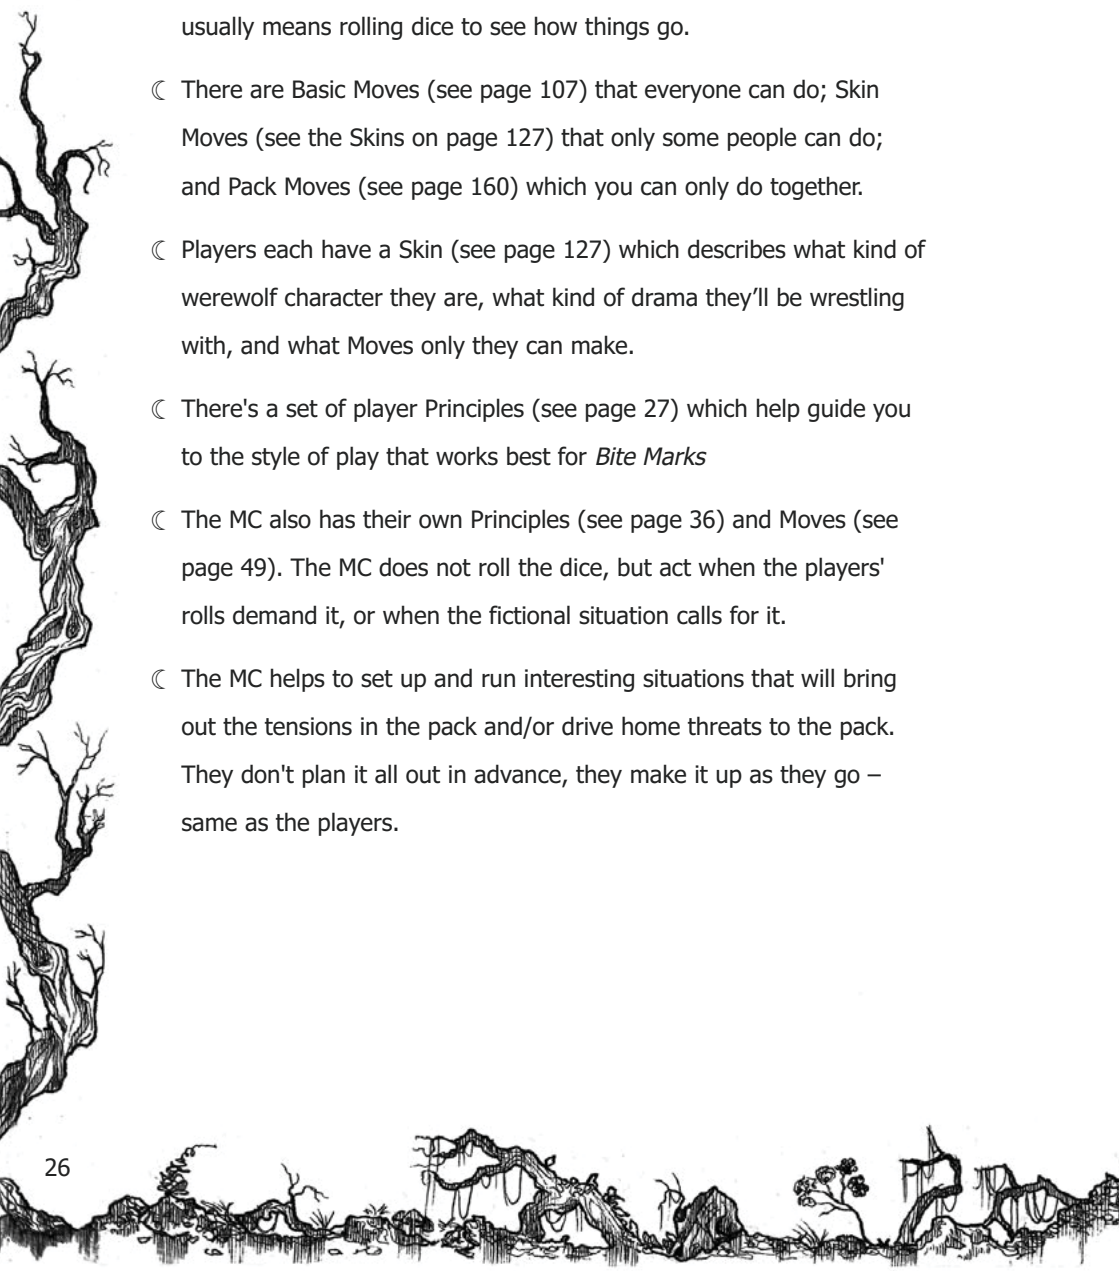 usually means rolling dice to see how things go.
☾ There are Basic Moves (see page 107) that everyone can do; Skin
Moves (see the Skins on page 127) that only some people can do;
and Pack Moves (see page 160) which you can only do together.
☾ Players each have a Skin (see page 127) which describes what kind of
werewolf character they are, what kind of drama they’ll be wrestling
with, and what Moves only they can make.
☾ There's a set of player Principles (see page 27) which help guide you
to the style of play that works best for Bite Marks
☾ The MC also has their own Principles (see page 36) and Moves (see
page 49). The MC does not roll the dice, but act when the players'
rolls demand it, or when the fictional situation calls for it.
☾ The MC helps to set up and run interesting situations that will bring
out the tensions in the pack and/or drive home threats to the pack.
They don't plan it all out in advance, they make it up as they go –
same as the players.
26